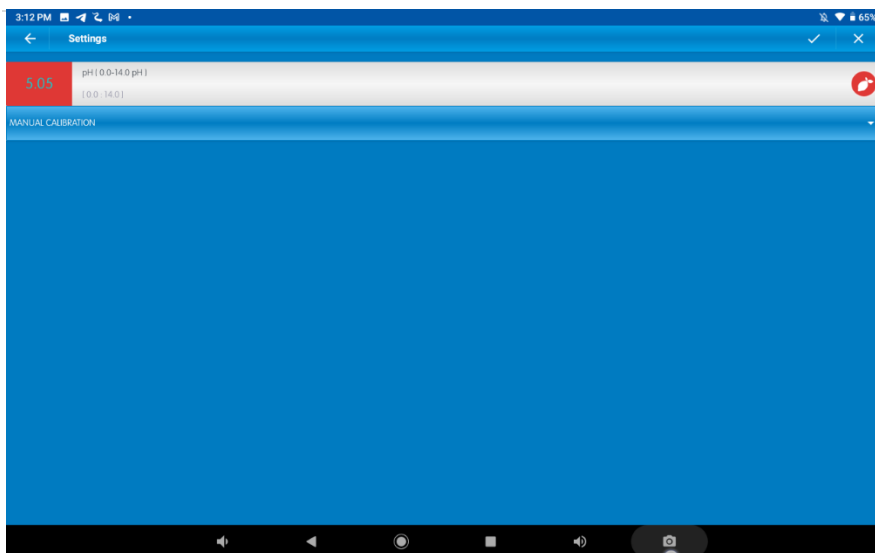 3:12 PM
65%
Settings
5.05
pH ( 0.0-14.0 pH )
( 0.0 : 14.0 )
MANUAL CALIBRATION